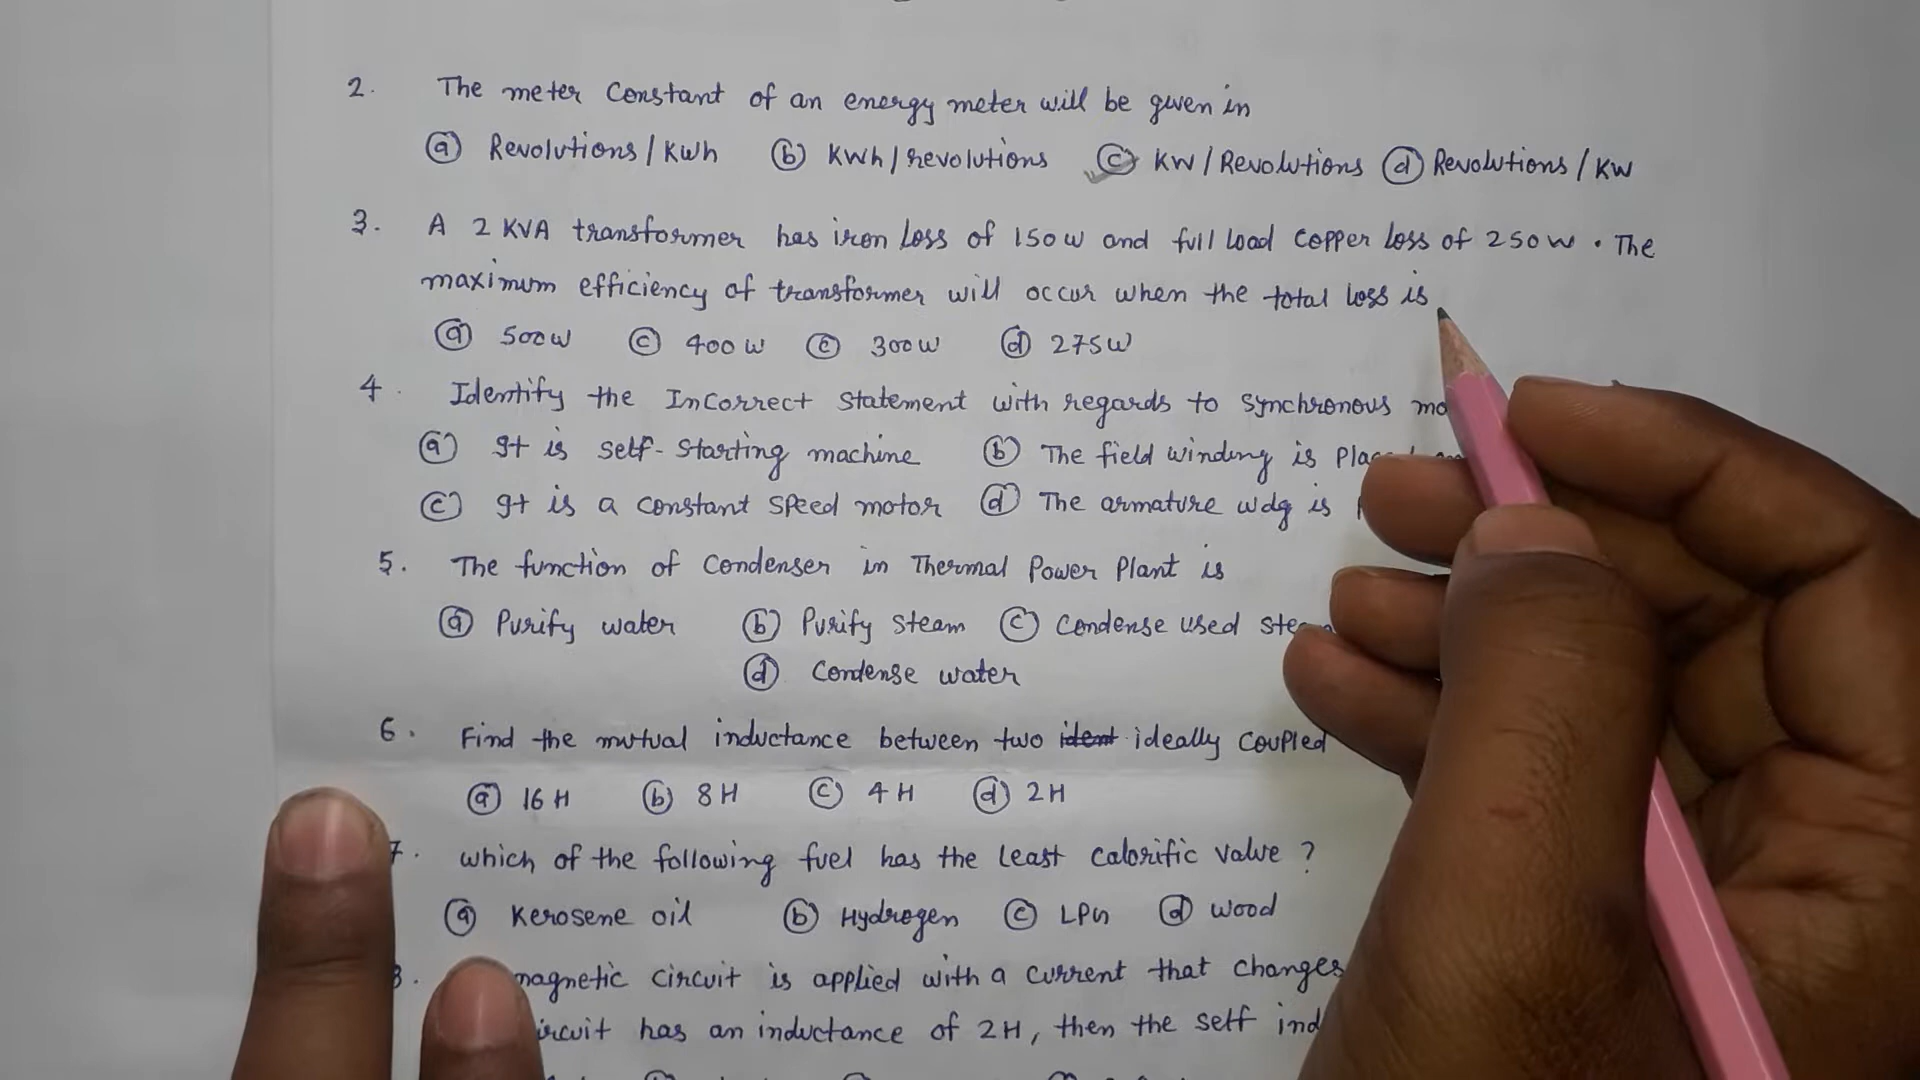 2. The meter Constant of an energy meter will be given in
ⓐ Revolutions / Kwh ⓑ Kwh / revolutions ⓒ KW / Revolutions ⓓ Revolutions / KW
3. A 2 KVA transformer has iron loss of 150 w and full load copper loss of 250 w. The
maximum efficiency of transformer will occur when the total loss is
ⓐ 500 W ⓒ 400 W ⓒ 300 W ⓓ 275 W
4. Identify the Incorrect statement with regards to synchronous
ⓐ It is self-starting machine ⓑ The field winding is
ⓒ It is a constant speed motor ⓓ The armature wdg is
5. The function of condenser in Thermal Power Plant is
ⓐ Purify water ⓑ Purify steam ⓒ Condense used
ⓓ Condense water
6. Find the mutual inductance between two ideally coupled
ⓐ 16 H ⓑ 8 H ⓒ 4 H ⓓ 2 H
7. which of the following fuel has the least calorific value ?
ⓐ Kerosene oil ⓑ Hydrogen ⓒ LPG ⓓ wood
8. magnetic circuit is applied with a current that changes
has an inductance of 2H, then the self